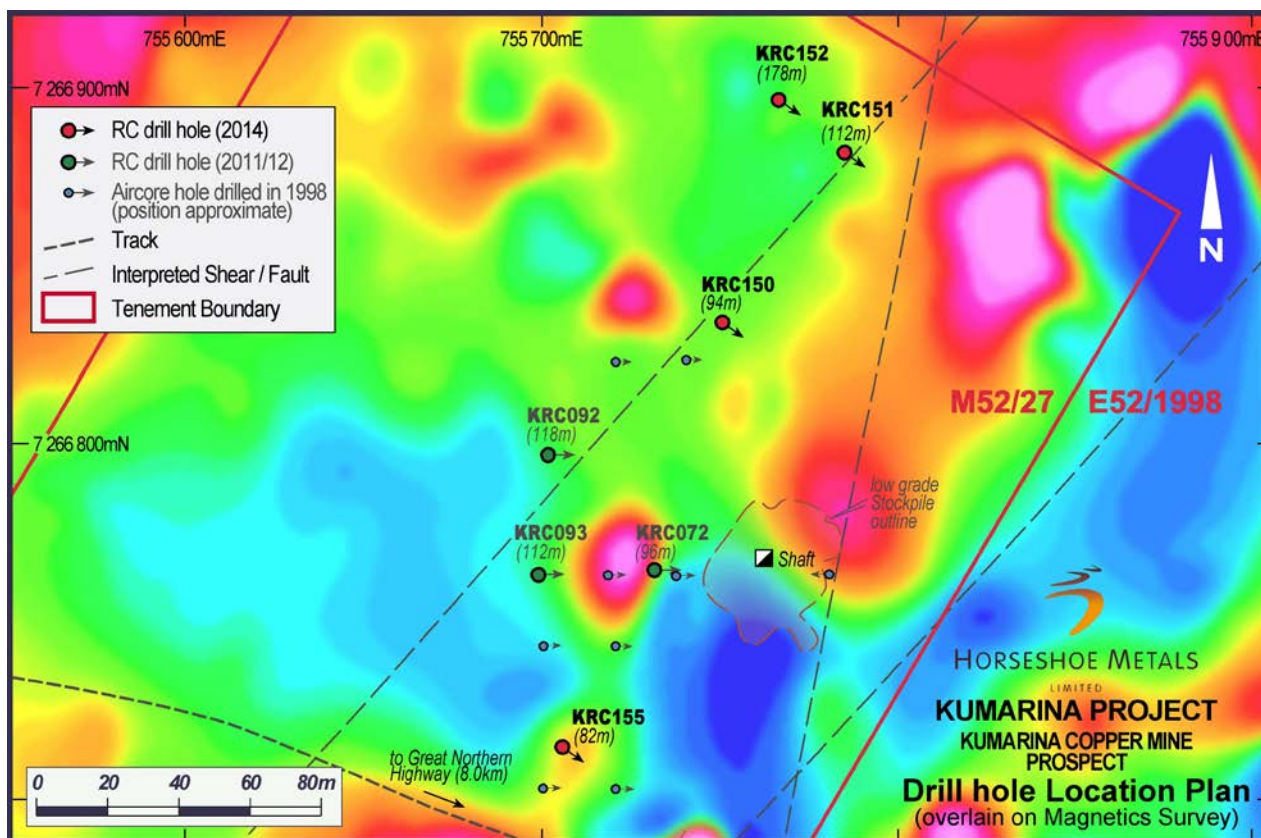 755 600mE
755 700mE
755 900mE
7 266 900mN
RC drill hole (2014)
RC drill hole (2011/12)
Aircore hole drilled in 1998
(position approximate)
Track
Interpreted Shear / Fault
Tenement Boundary
KRC152
(178m)
KRC151
(112m)
N
KRC150
(94m)
M52/27
E52/1998
KRC092
(118m)
7 266 800mN
low grade
Stockpile
outline
KRC093
(112m)
KRC072
(96m)
Shaft
HORSESHOE METALS
LIMITED
KUMARINA PROJECT
KUMARINA COPPER MINE
PROSPECT
Drill hole Location Plan
(overlain on Magnetics Survey)
KRC155
(82m)
to Great Northern
Highway (8.0km)
0 20 40 60 80m